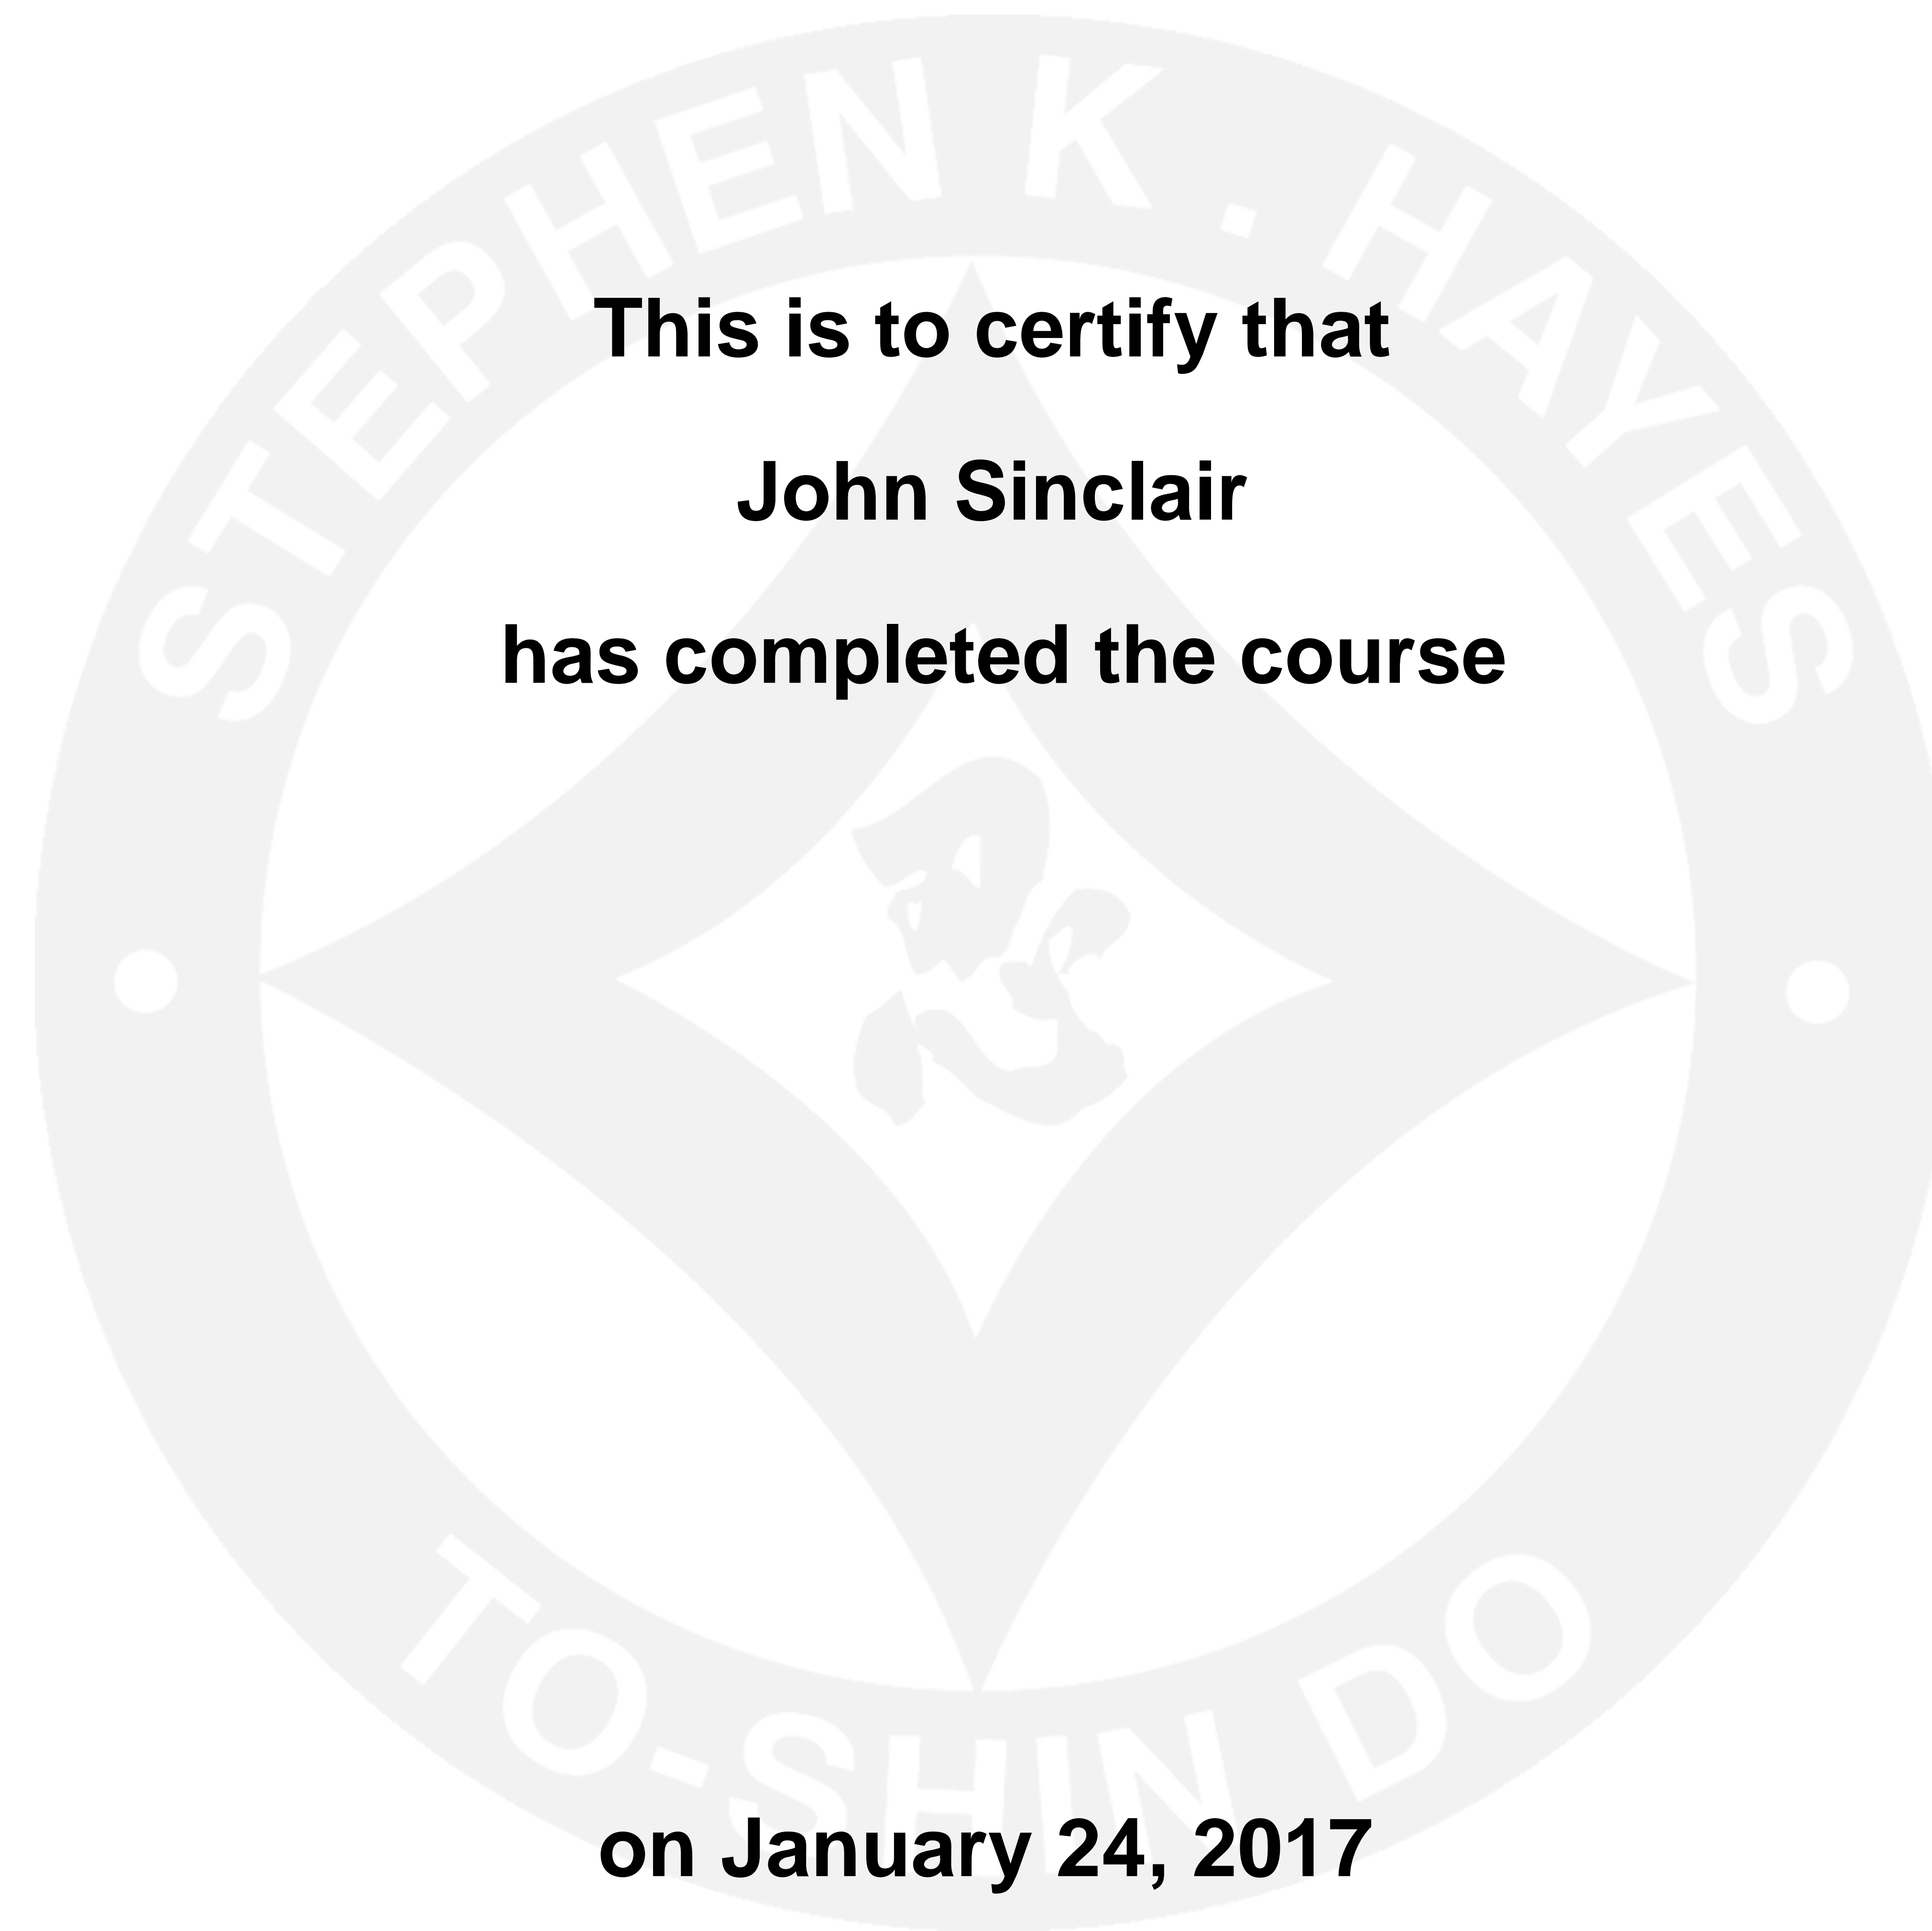 STEPHEN K. HAYES
This is to certify that
John Sinclair
has completed the course
忍
TO-SHIN DO
on January 24, 2017